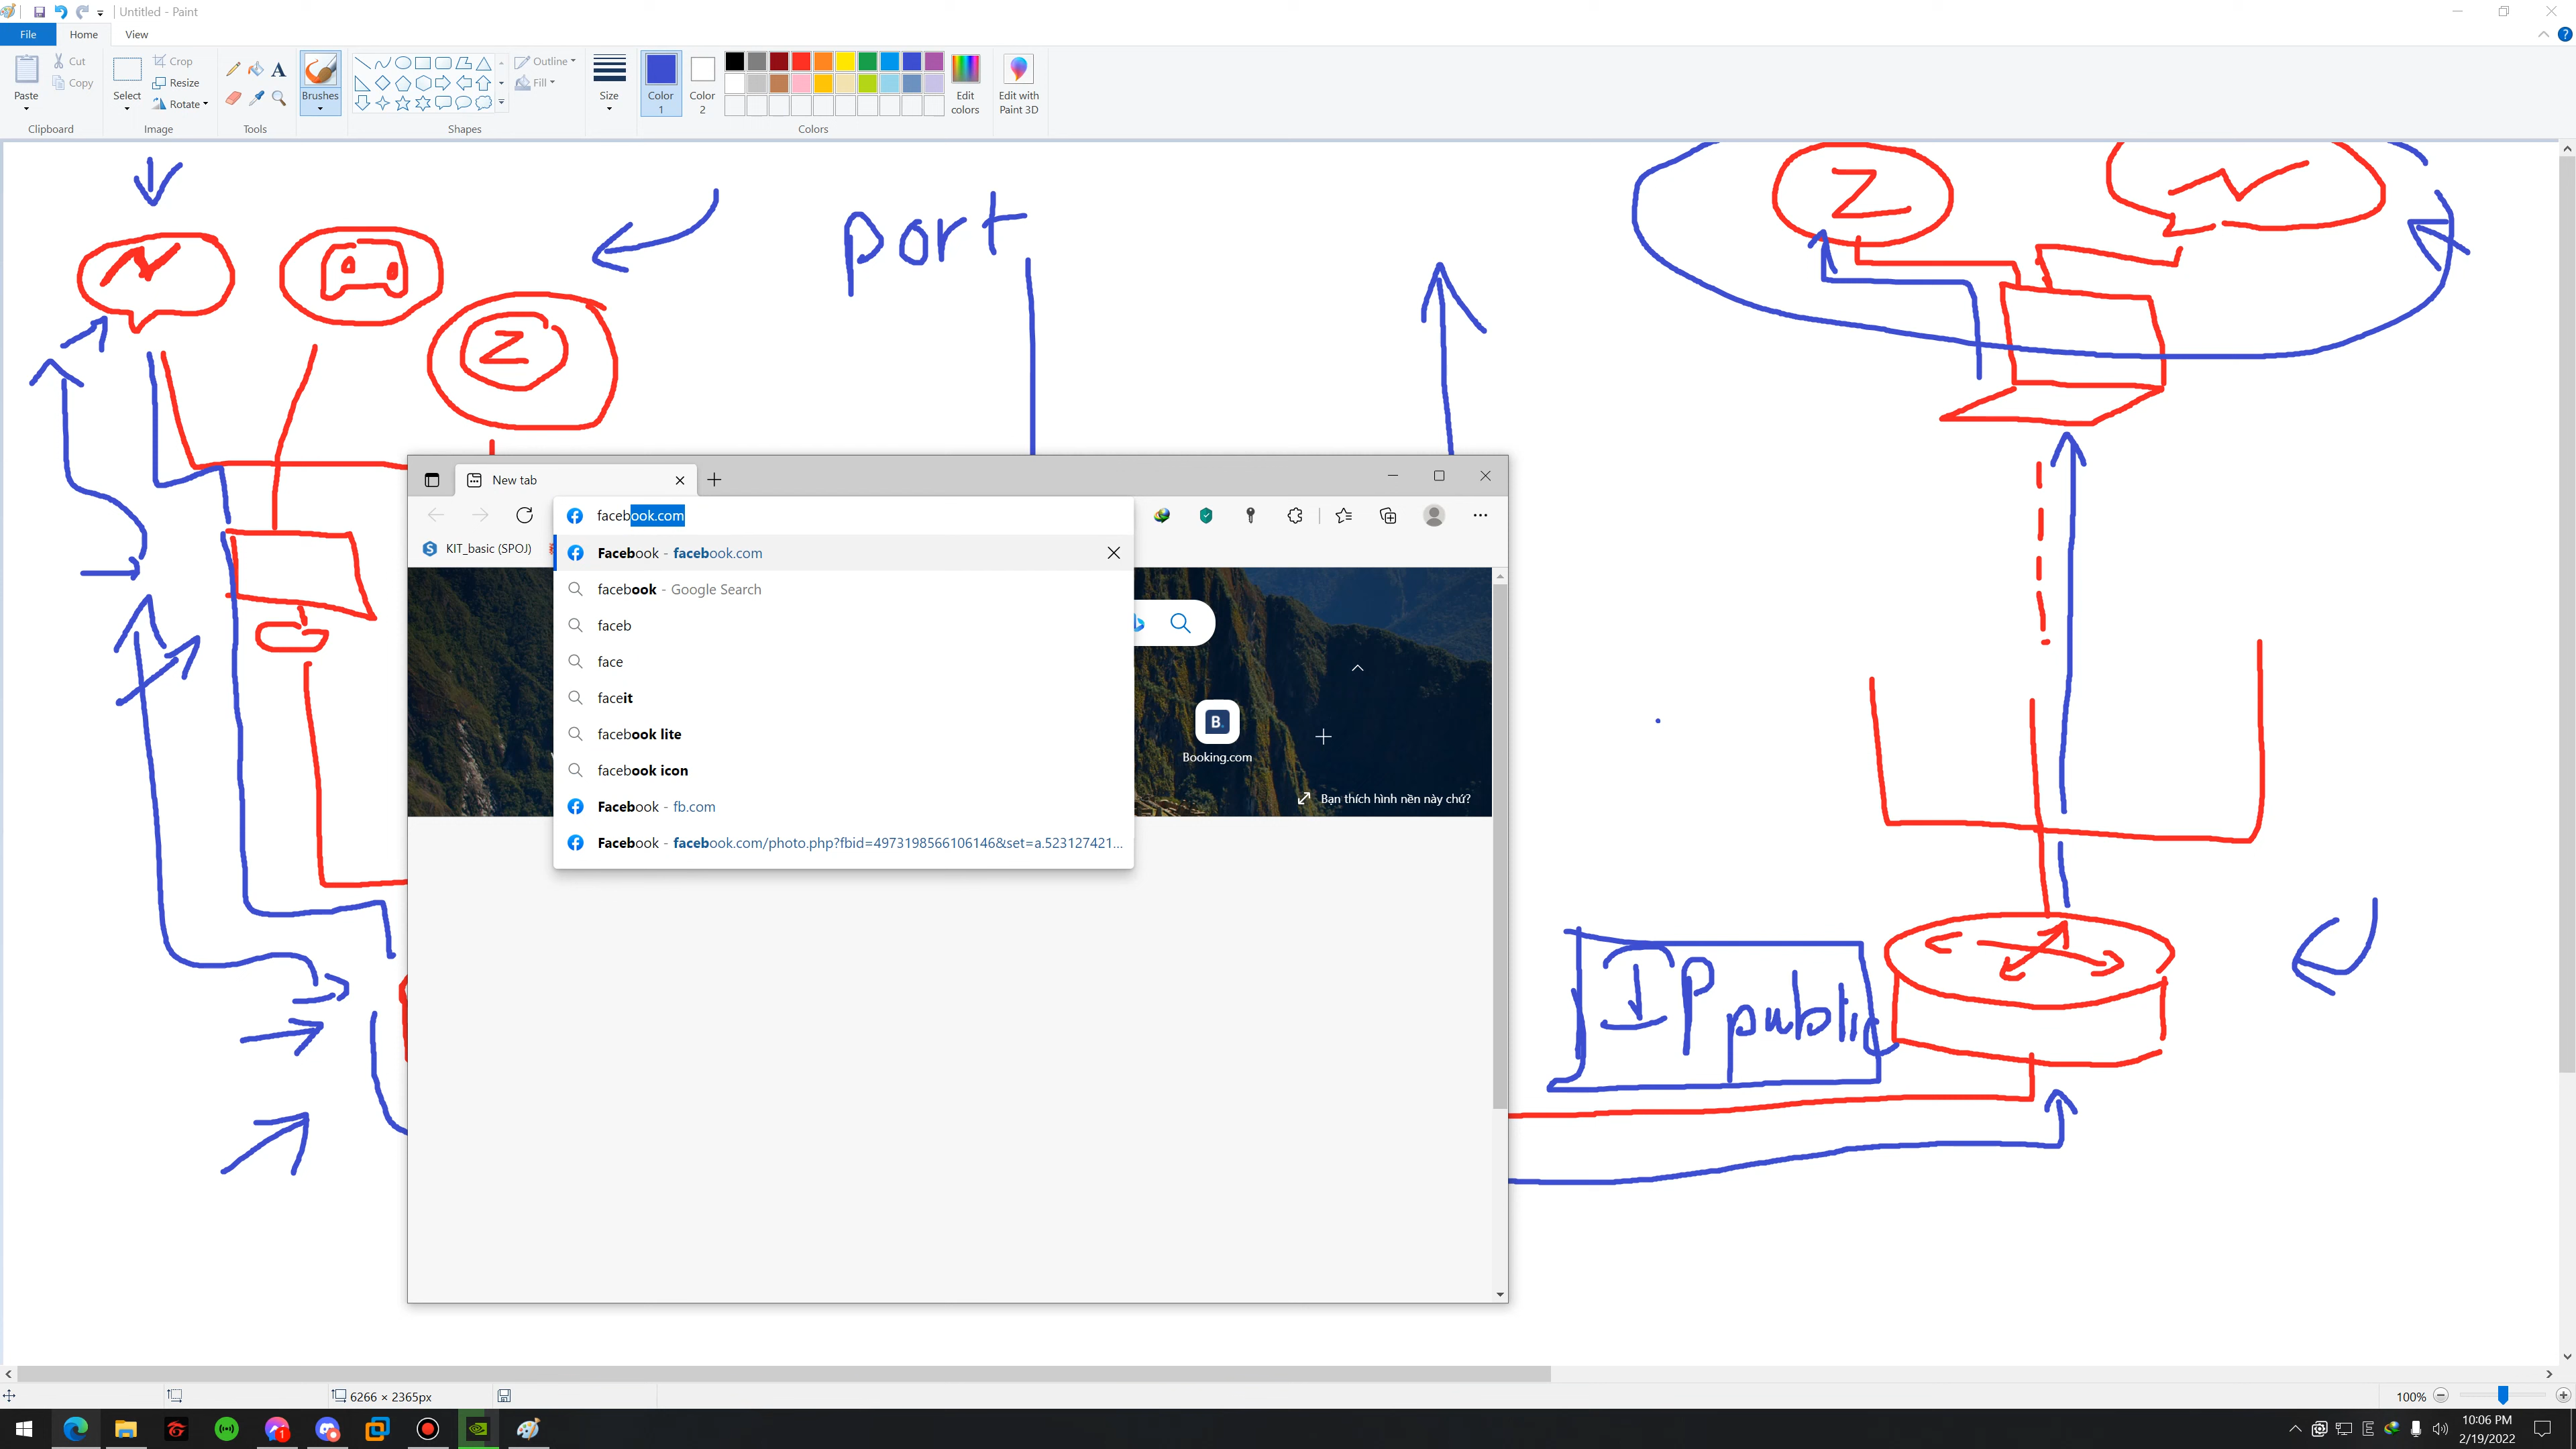 Untitled - Paint
File Home View
Paste
Cut
Copy
Clipboard
Select
Crop
Resize
Rotate
Image
Tools
Brushes
Shapes
Outline
Fill
Size
Color 1
Color 2
Colors
Edit colors
Edit with Paint 3D
port
Z
Z
New tab
facebook.com
KIT_basic (SPOJ)
Facebook - facebook.com
facebook - Google Search
faceb
face
faceit
facebook lite
facebook icon
Facebook - fb.com
Facebook - facebook.com/photo.php?fbid=4973198566106146&set=a.523127421...
B.
Booking.com
Bạn thích hình nền này chứ?
IP public
6266 × 2365px
100%
1
10:06 PM
2/19/2022